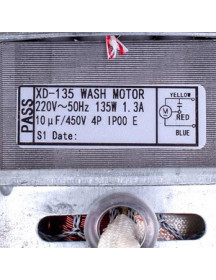 PASS
XD-135 WASH MOTOR
220V～50Hz 135W 1.3A
10µF/450V 4P IP00 E
S1 Date:
YELLOW
M
RED
BLUE